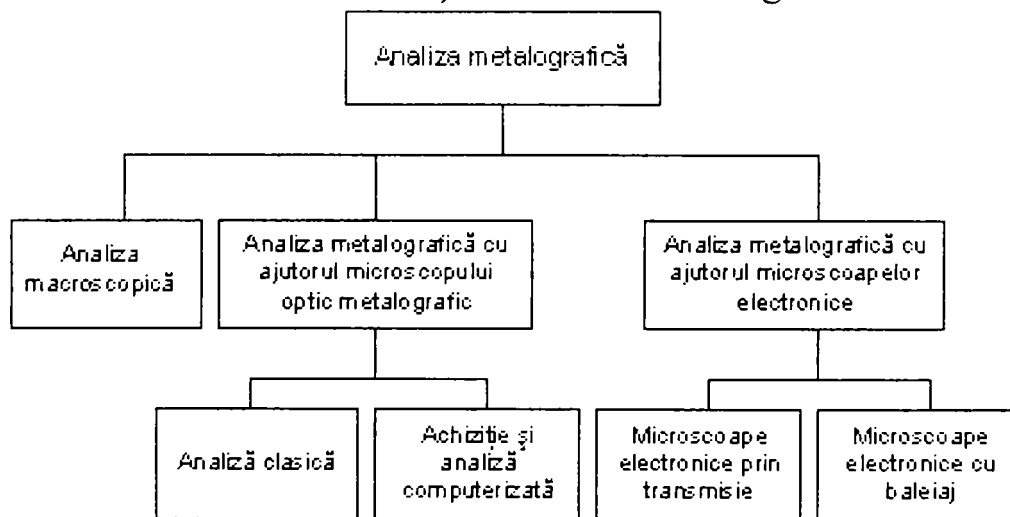 Analiza metalografică
Analiza
macroscopică
Analiza metalografică cu
ajutorul microscopului
optic metalografic
Analiza metalografică cu
ajutorul microscoapelor
electronice
Analiză clasică
Achiziție și
analiză
computerizată
Microscoape
electronice prin
transmisie
Microscoape
electronice cu
baleiaj